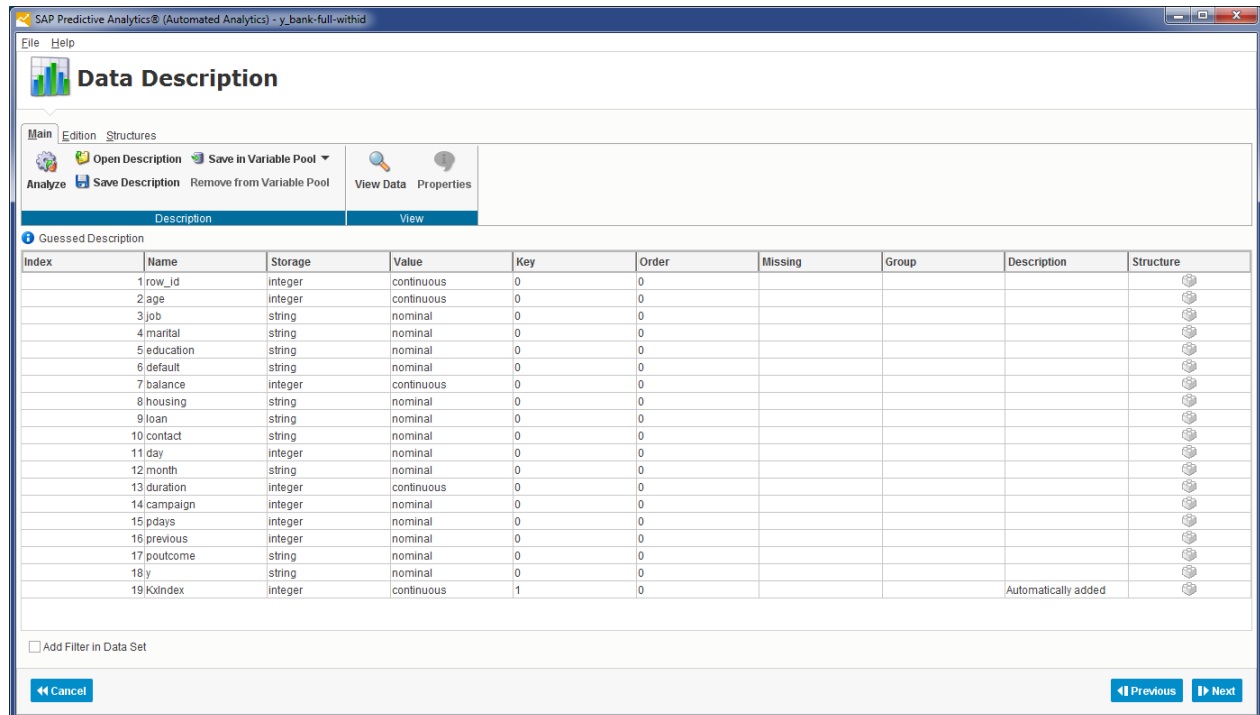 SAP Predictive Analytics® (Automated Analytics) - y_bank-full-withid
File Help
Data Description
Main Edition Structures
Analyze Open Description Save in Variable Pool View Data Properties
Save Description Remove from Variable Pool
Description View
Guessed Description
Index Name Storage Value Key Order Missing Group Description Structure
1 row_id integer continuous 0 0
2 age integer continuous 0 0
3 job string nominal 0 0
4 marital string nominal 0 0
5 education string nominal 0 0
6 default string nominal 0 0
7 balance integer continuous 0 0
8 housing string nominal 0 0
9 loan string nominal 0 0
10 contact string nominal 0 0
11 day integer nominal 0 0
12 month string nominal 0 0
13 duration integer continuous 0 0
14 campaign integer nominal 0 0
15 pdays integer nominal 0 0
16 previous integer nominal 0 0
17 poutcome string nominal 0 0
18 y string nominal 0 0
19 KxIndex integer continuous 1 0 Automatically added
Add Filter in Data Set
Cancel Previous Next